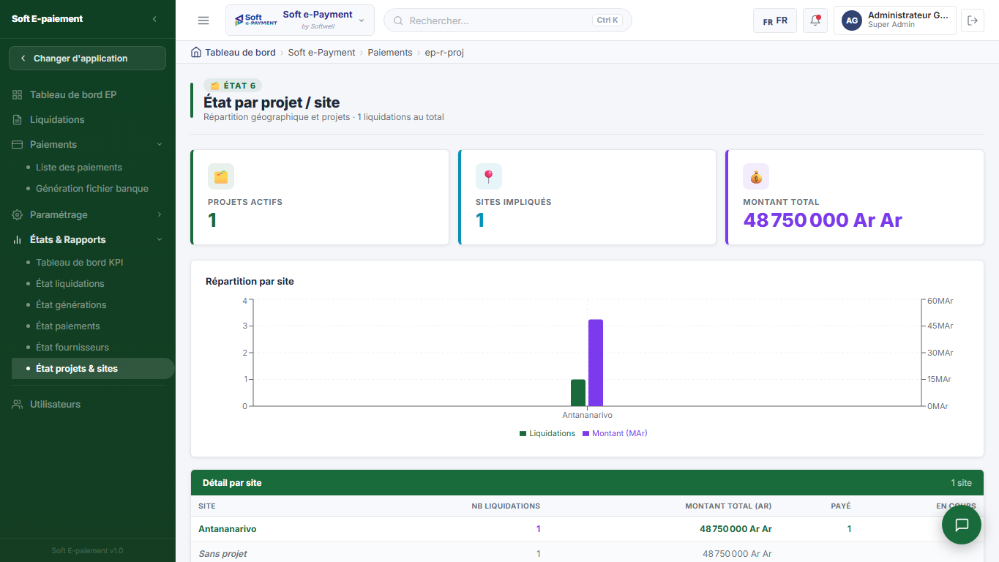 Soft E-paiement
Changer d'application
Tableau de bord EP
Liquidations
Paiements
Liste des paiements
Génération fichier banque
Paramétrage
États & Rapports
Tableau de bord KPI
État liquidations
État générations
État paiements
État fournisseurs
État projets & sites
Utilisateurs
Soft E-paiement v1.0
Soft e-PAYMENT
Soft e-Payment
by Softwell
Rechercher...
Ctrl K
FR FR
AG
Administrateur G...
Super Admin
Tableau de bord › Soft e-Payment › Paiements › ep-r-proj
ÉTAT 6
État par projet / site
Répartition géographique et projets · 1 liquidations au total
PROJETS ACTIFS
1
SITES IMPLIQUÉS
1
MONTANT TOTAL
48 750 000 Ar Ar
Répartition par site
4
3
2
1
0
60MAr
45MAr
30MAr
15MAr
0MAr
Antananarivo
Liquidations Montant (MAr)
Détail par site 1 site
SITE NB LIQUIDATIONS MONTANT TOTAL (AR) PAYÉ EN COURS
Antananarivo 1 48 750 000 Ar Ar 1
Sans projet 1 48 750 000 Ar Ar